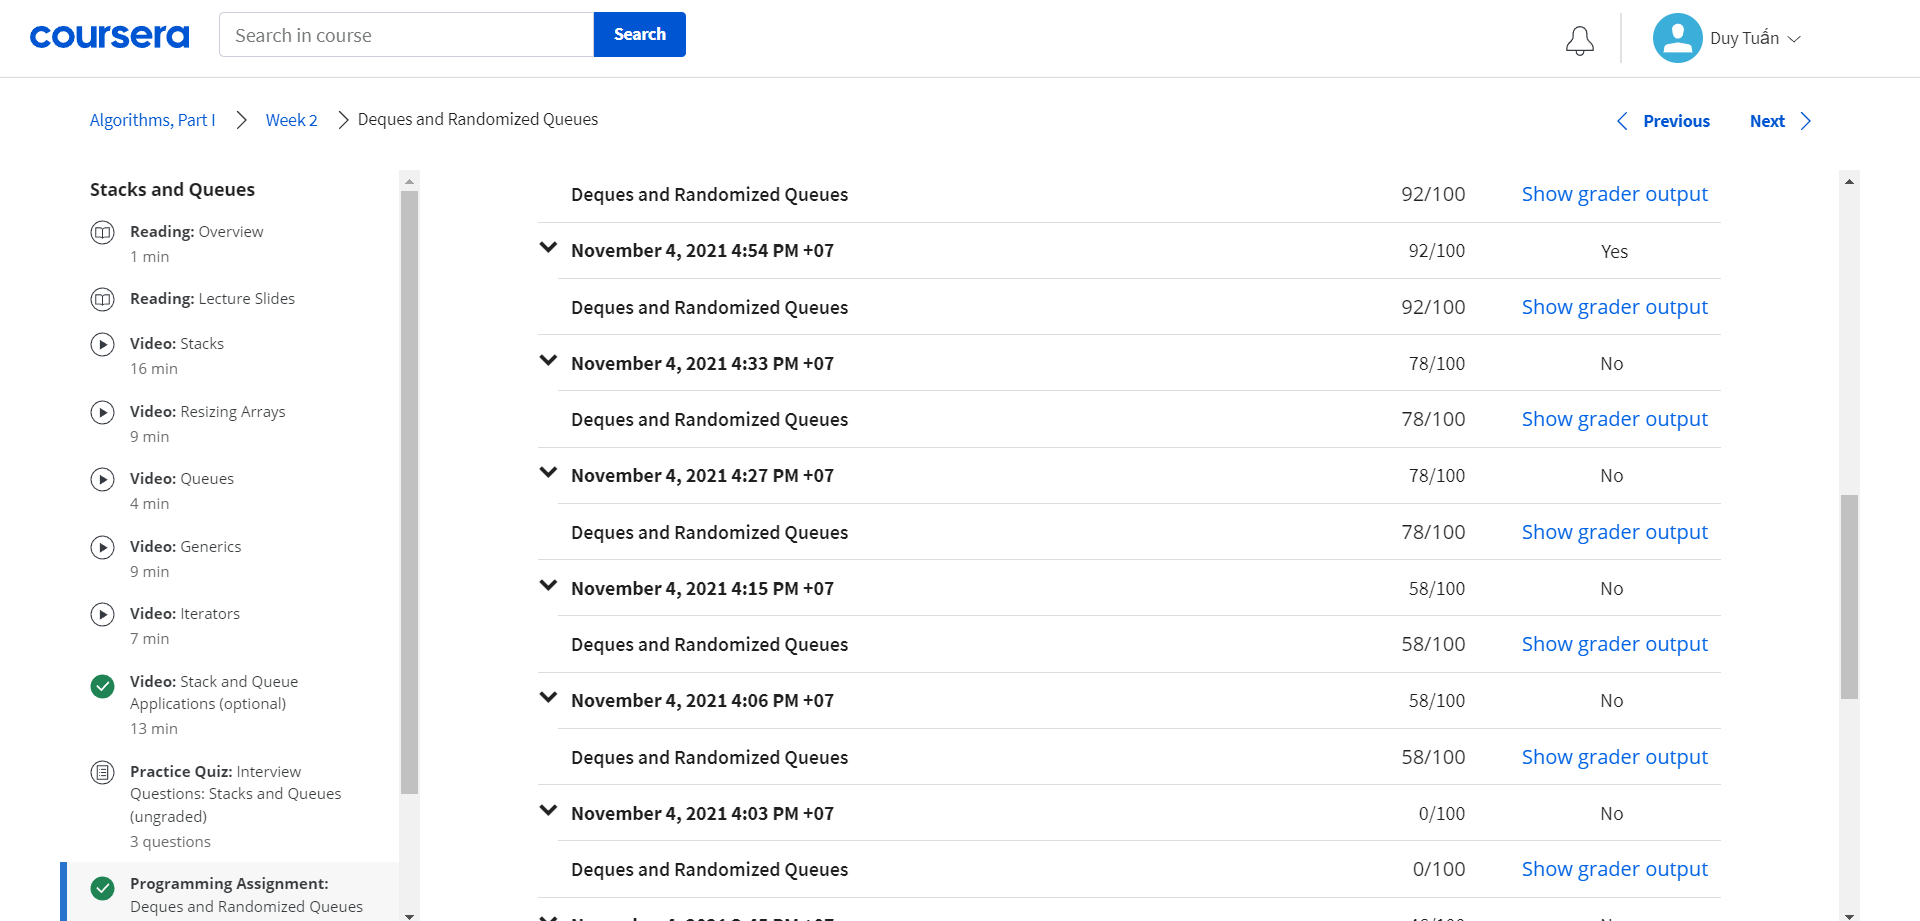 coursera
Search in course
Search
Duy Tuấn
Algorithms, Part I
Week 2
Deques and Randomized Queues
Previous
Next
Stacks and Queues
Reading: Overview
1 min
Reading: Lecture Slides
Video: Stacks
16 min
Video: Resizing Arrays
9 min
Video: Queues
4 min
Video: Generics
9 min
Video: Iterators
7 min
Video: Stack and Queue
Applications (optional)
13 min
Practice Quiz: Interview
Questions: Stacks and Queues
(ungraded)
3 questions
Programming Assignment:
Deques and Randomized Queues
Deques and Randomized Queues 92/100 Show grader output
November 4, 2021 4:54 PM +07 92/100 Yes
Deques and Randomized Queues 92/100 Show grader output
November 4, 2021 4:33 PM +07 78/100 No
Deques and Randomized Queues 78/100 Show grader output
November 4, 2021 4:27 PM +07 78/100 No
Deques and Randomized Queues 78/100 Show grader output
November 4, 2021 4:15 PM +07 58/100 No
Deques and Randomized Queues 58/100 Show grader output
November 4, 2021 4:06 PM +07 58/100 No
Deques and Randomized Queues 58/100 Show grader output
November 4, 2021 4:03 PM +07 0/100 No
Deques and Randomized Queues 0/100 Show grader output